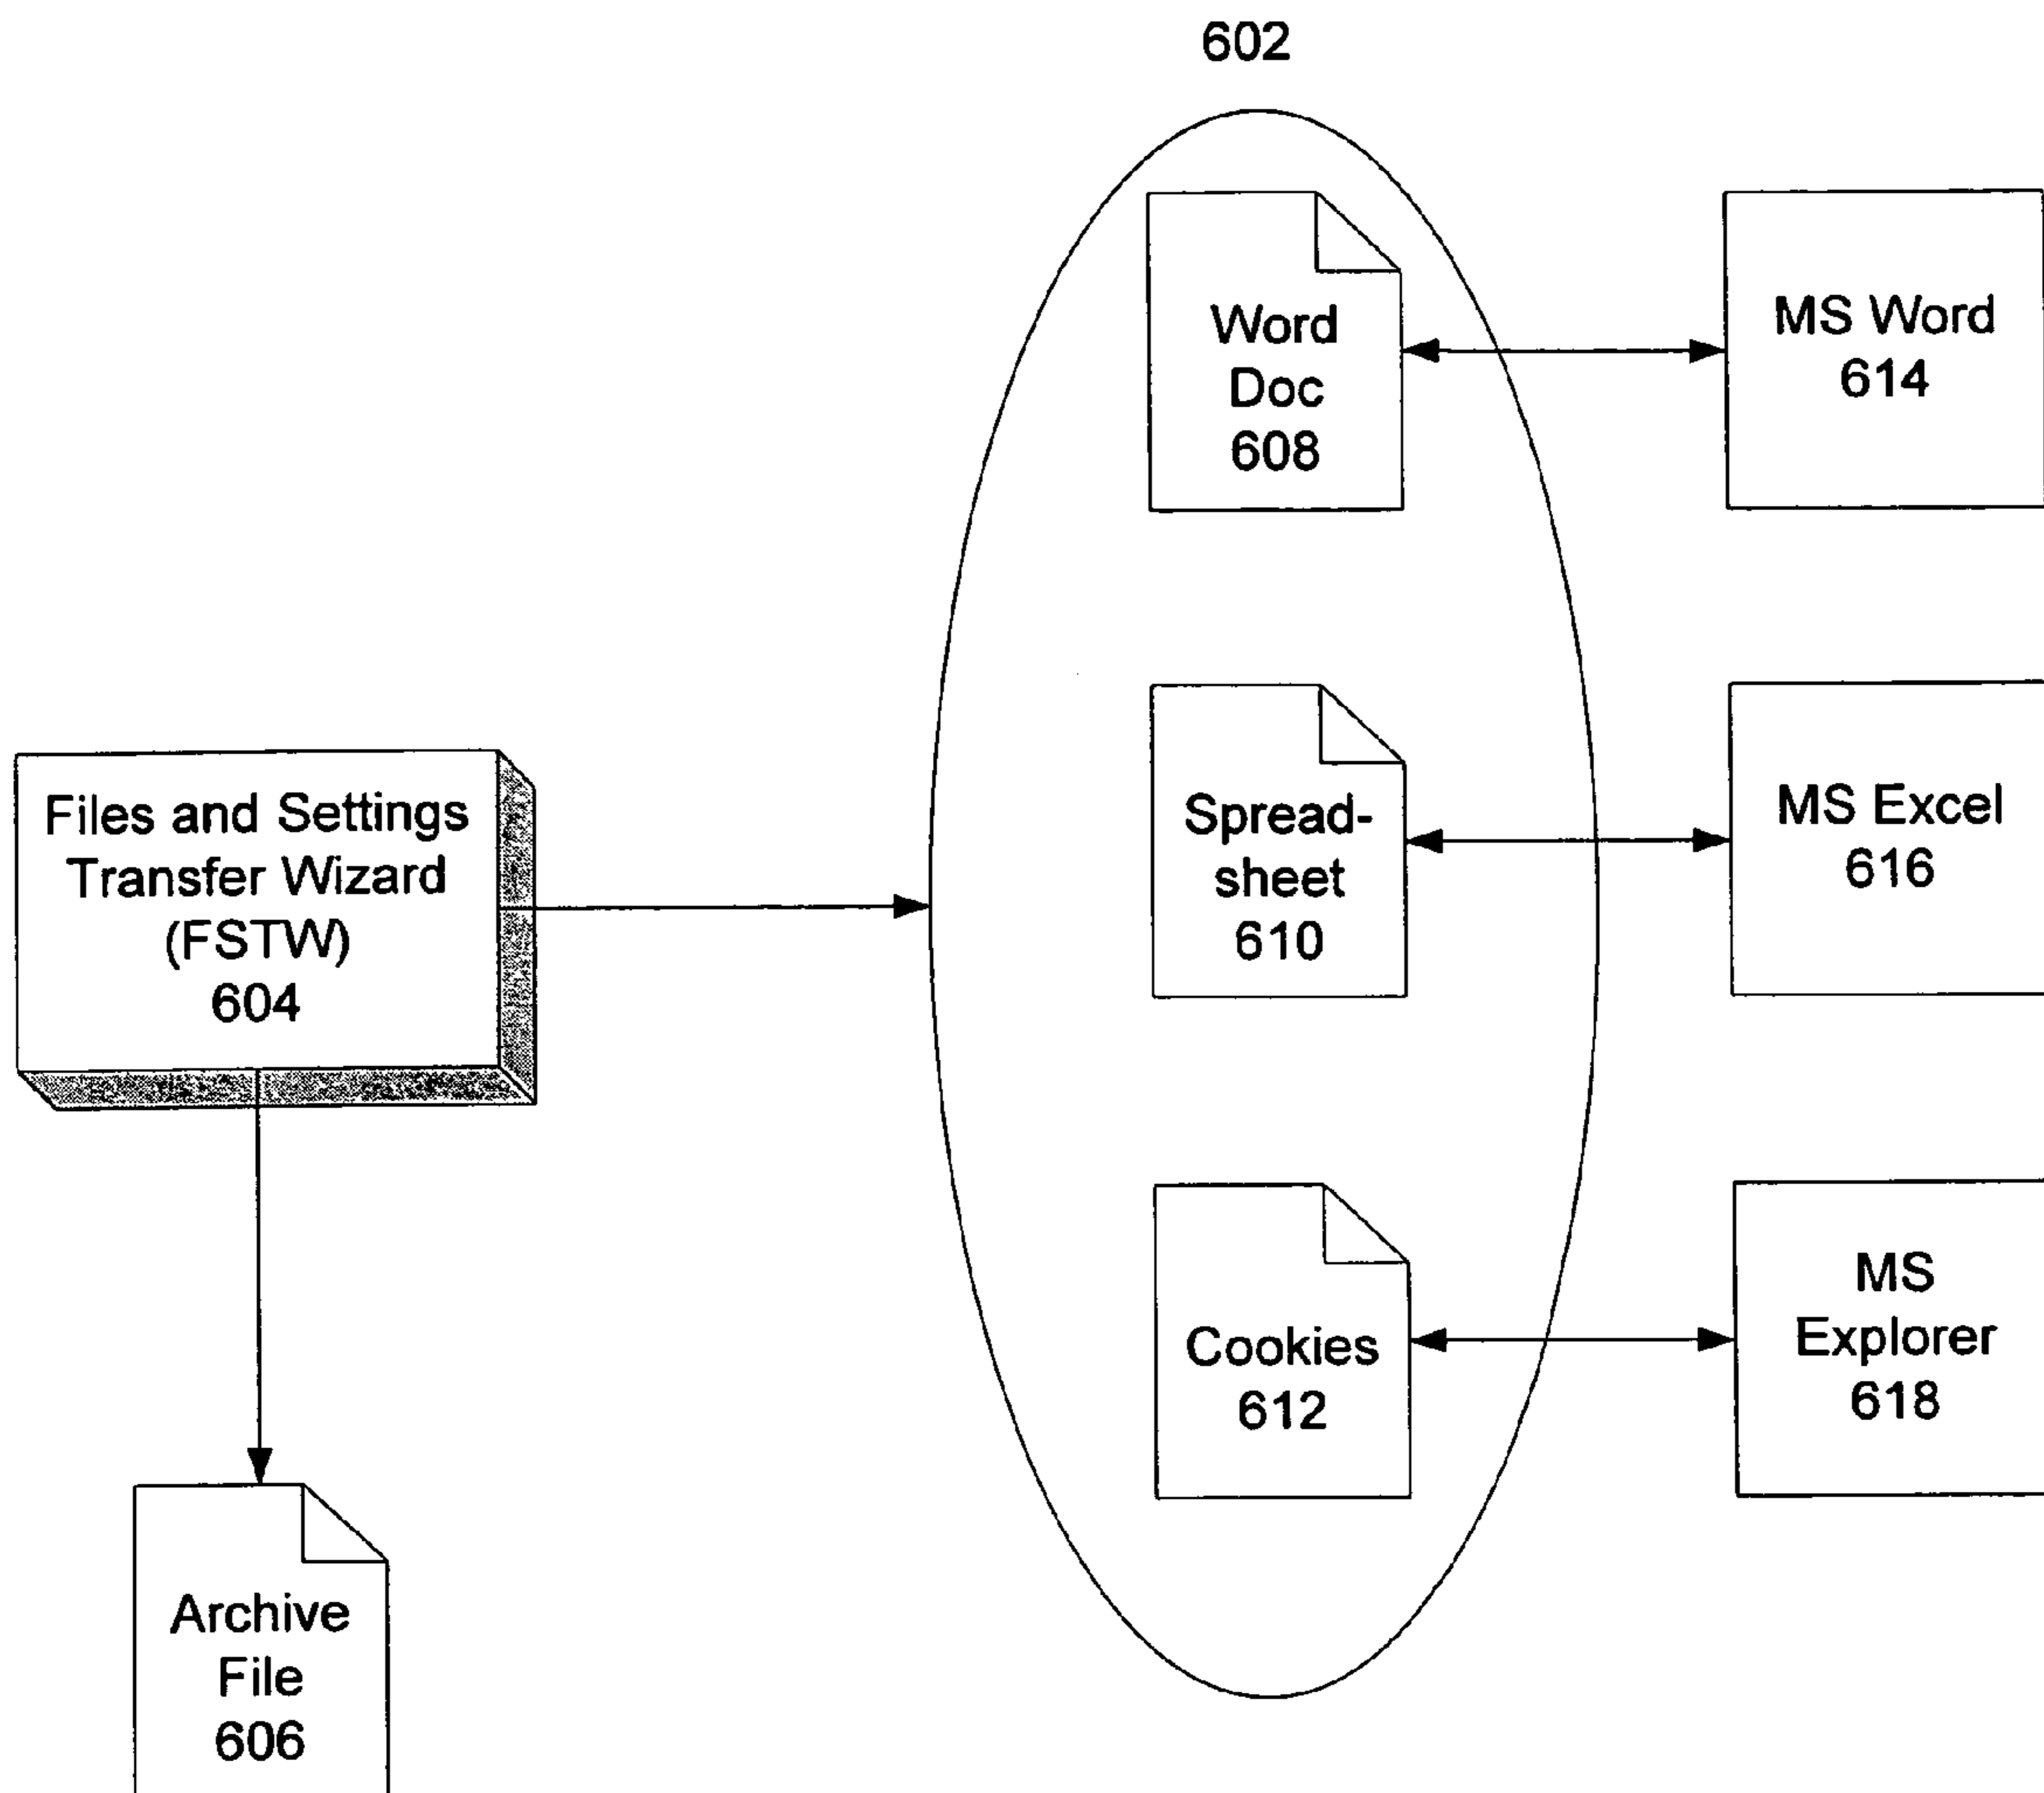 602
Word
Doc
608
MS Word
614
Files and Settings
Transfer Wizard
(FSTW)
604
Spread-
sheet
610
MS Excel
616
Cookies
612
MS
Explorer
618
Archive
File
606